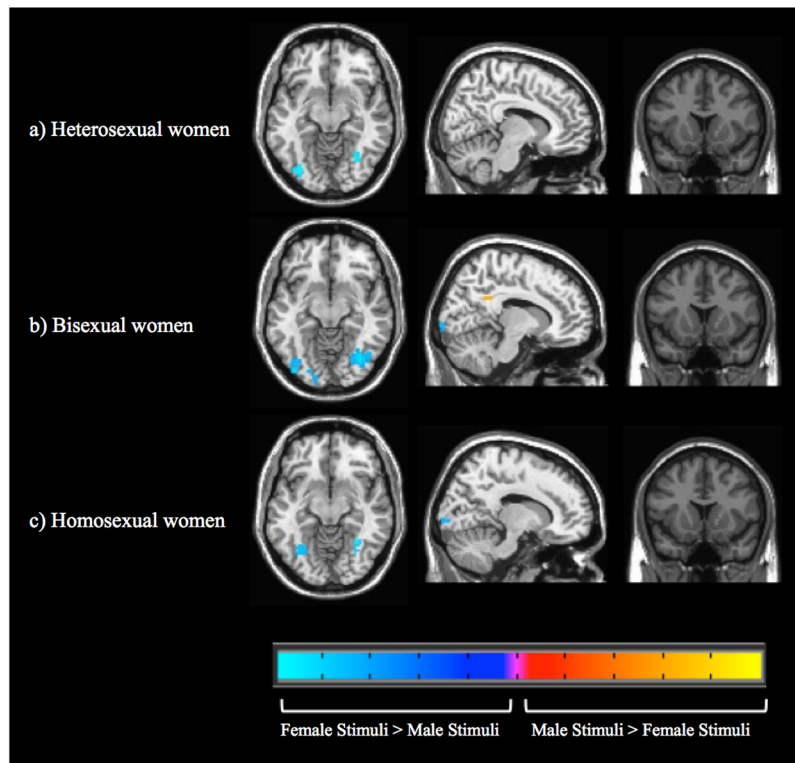 a) Heterosexual women
b) Bisexual women
c) Homosexual women
Female Stimuli > Male Stimuli
Male Stimuli > Female Stimuli